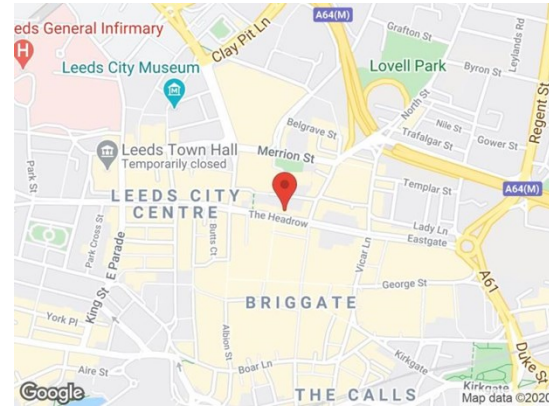 A64(M)
Grafton St
Leylands Rd
eds General Infirmary
H
Clay Pit Ln
Lovell Park
Byron St
Regent St
Leeds City
Museum
North St
Nile St
Gower St
Belgrave St
Trafalgar St
Leeds Town Hall
Temporarily closed
Merrion St
Park St
Templar St
A64(M)
LEEDS CITY
CENTRE
The Headrow
Lady Ln
Eastgate
Park Cross St
E Parade
Butts Ct
Vicar Ln
A61
George St
King St
BRIGGATE
York Pl
Albion St
Aire St
Boar Ln
Kirkgate
Duke St
THE CALLS
Kirkgate
Google
Map data ©2020